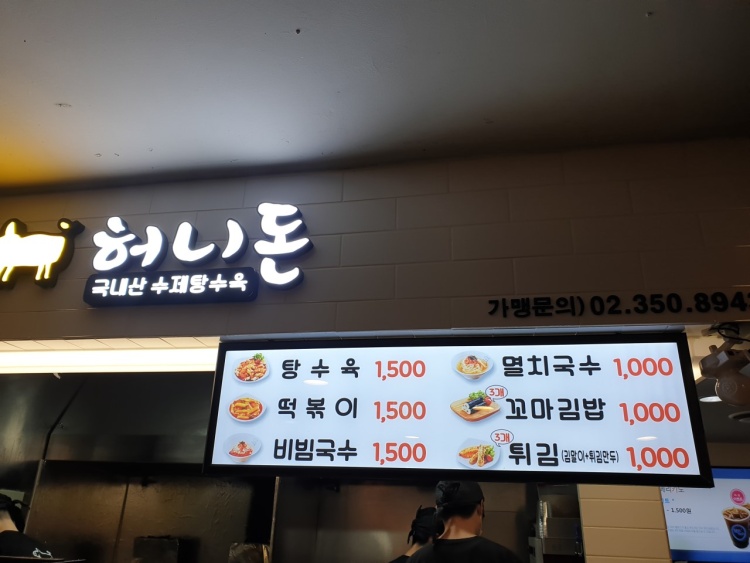 허니돈
국내산 수제탕수육
가맹문의) 02.350.894
탕수육 1,500
떡볶이 1,500
비빔국수 1,500
멸치국수 1,000
3개
꼬마김밥 1,000
3개
튀김 (김말이+튀김만두) 1,000
1,500원